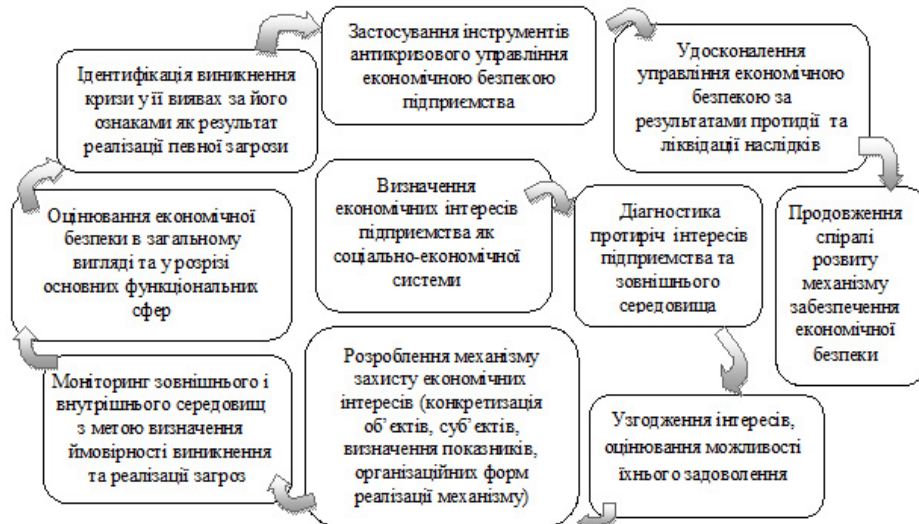 Застосування інструментів
антикризового управління
економічною безпекою
підприємства
Удосконалення
управління економічною
безпекою за
результатами протидії та
ліквідації наслідків
Ідентифікація виникнення
кризи у її виявах за його
ознаками як результат
реалізації певної загрози
Визначення
економічних інтересів
підприємства як
соціально-економічної
системи
Діагностика
протиріч інтересів
підприємства та
зовнішнього
середовища
Продовження
спіралі
розвиту
механізму
забезпечення
економічної
безпеки
Оцінювання економічної
безпеки в загальному
вигляді та у розрізі
основних функціональних
сфер
Розроблення механізму
захисту економічних
інтересів (конкретизація
об’єктів, суб’єктів,
визначення показників,
організаційних форм
реалізації механізму)
Моніторинг зовнішнього і
внутрішнього середовищ
з метою визначення
ймовірності виникнення
та реалізації загроз
Узгодження інтересів,
оцінювання можливості
їхнього задоволення